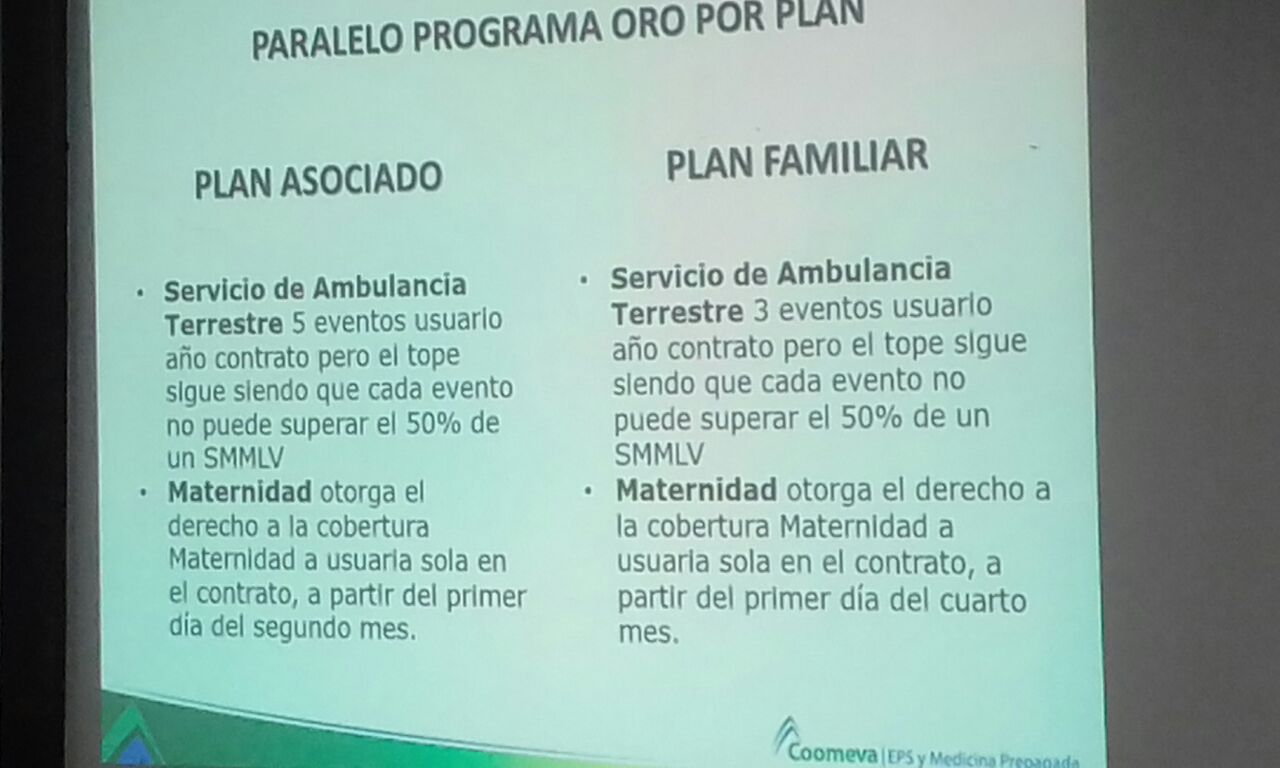 PARALELO PROGRAMA ORO POR PLAN
PLAN ASOCIADO
• Servicio de Ambulancia
Terrestre 5 eventos usuario
año contrato pero el tope
sigue siendo que cada evento
no puede superar el 50% de
un SMMLV
• Maternidad otorga el
derecho a la cobertura
Maternidad a usuaria sola en
el contrato, a partir del primer
día del segundo mes.
PLAN FAMILIAR
• Servicio de Ambulancia
Terrestre 3 eventos usuario
año contrato pero el tope sigue
siendo que cada evento no
puede superar el 50% de un
SMMLV
• Maternidad otorga el derecho a
la cobertura Maternidad a
usuaria sola en el contrato, a
partir del primer día del cuarto
mes.
Coomeva | EPS y Medicina Prepagada